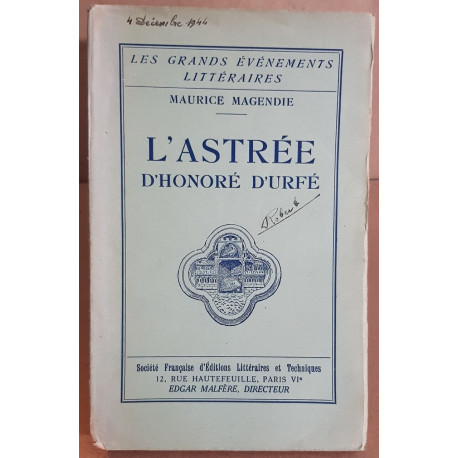 4 Décembre 1944
LES GRANDS ÉVÉNEMENTS
LITTÉRAIRES
MAURICE MAGENDIE
L'ASTRÉE
D'HONORÉ D'URFÉ
Société Française d'Éditions Littéraires et Techniques
12, RUE HAUTEFEUILLE, PARIS VIe
EDGAR MALFÈRE, DIRECTEUR